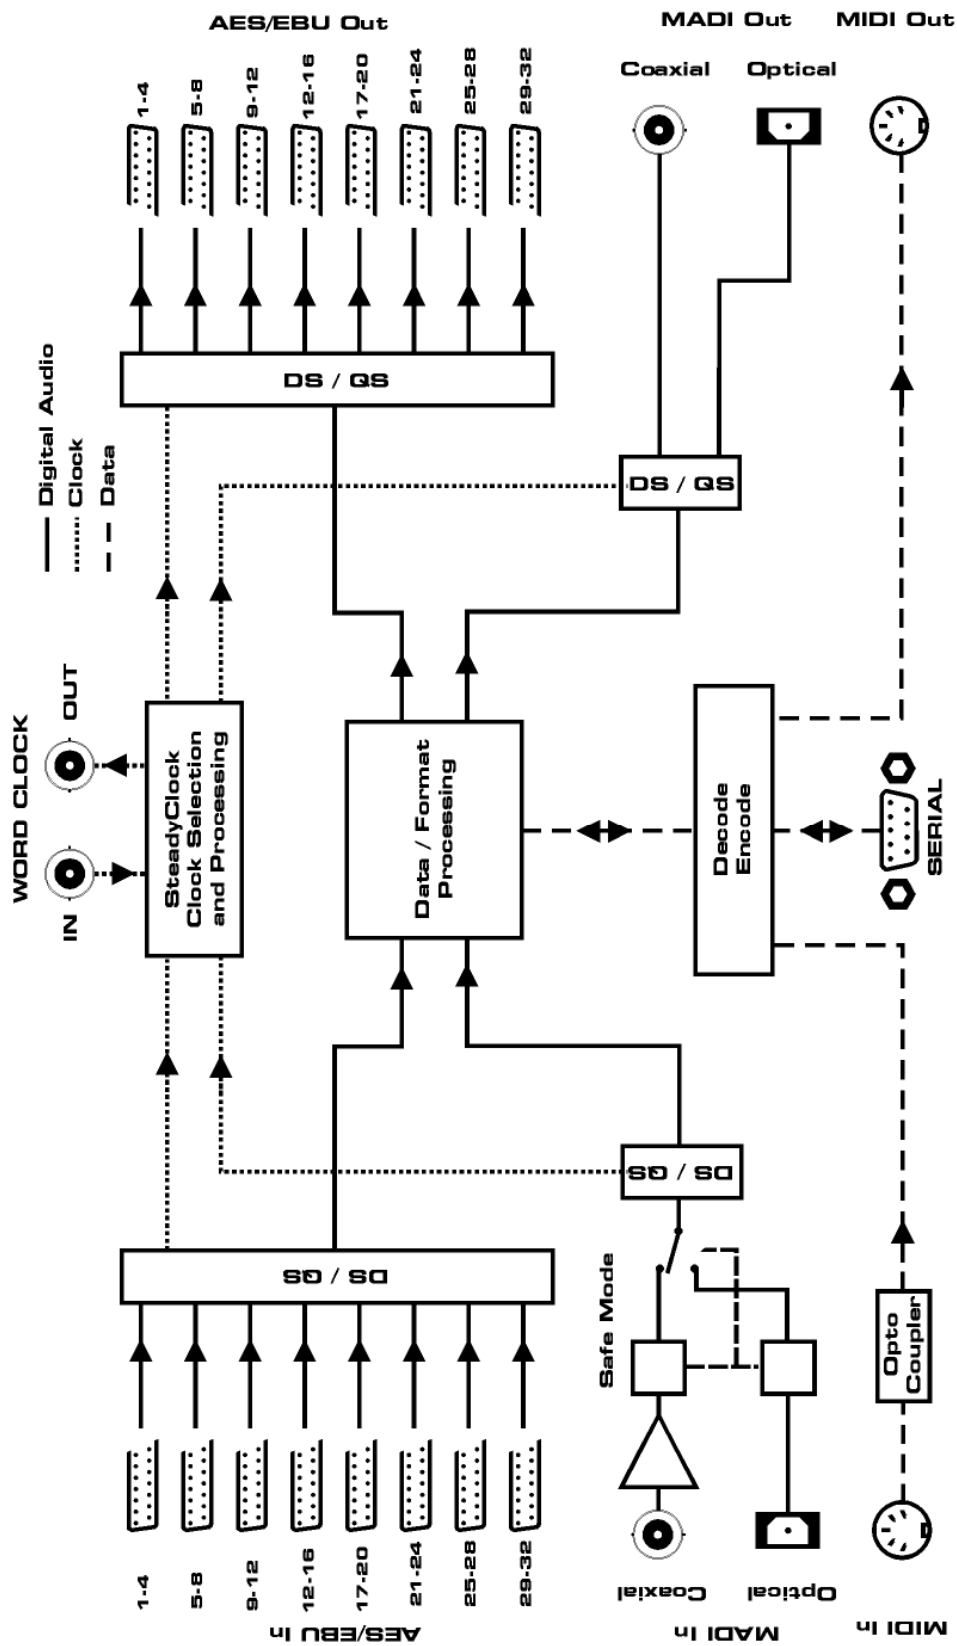 AES/EBU Out
MADI Out
MIDI Out
Coaxial
Optical
1-4
5-8
9-12
12-16
17-20
21-24
25-28
29-32
DS / QS
Digital Audio
Clock
Data
DS / QS
WORD CLOCK
IN
OUT
SteadyClock
Clock Selection
and Processing
Data / Format
Processing
Decode
Encode
SERIAL
DS / QS
DS / QS
Safe Mode
Opto
Coupler
1-4
5-8
9-12
12-16
17-20
21-24
25-28
29-32
Coaxial
Optical
AES/EBU In
MADI In
MIDI In